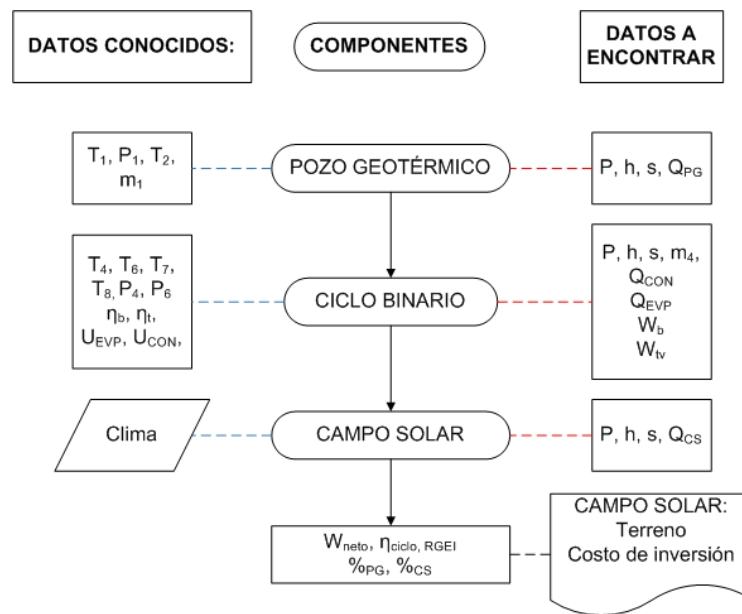 DATOS CONOCIDOS:
COMPONENTES
DATOS A
ENCONTRAR
T₁, P₁, T₂,
m₁
POZO GEOTÉRMICO
P, h, s, Q_PG
T₄, T₆, T₇,
T₈, P₄, P₆
η_b, η_t,
U_EVP, U_CON,
CICLO BINARIO
P, h, s, m₄,
Q_CON
Q_EVP
W_b
W_tv
Clima
CAMPO SOLAR
P, h, s, Q_CS
W_neto, η_ciclo, RGEI
%_PG, %_CS
CAMPO SOLAR:
Terreno
Costo de inversión